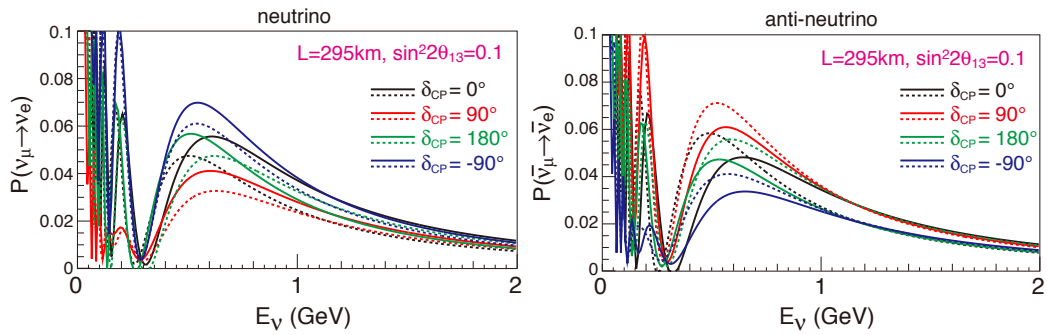 neutrino
L=295km, sin²2θ₁₃=0.1
δCP = 0°
δCP = 90°
δCP = 180°
δCP = -90°
P(νμ→νe)
0.1
0.08
0.06
0.04
0.02
0
0
1
2
Eν (GeV)
anti-neutrino
L=295km, sin²2θ₁₃=0.1
δCP = 0°
δCP = 90°
δCP = 180°
δCP = -90°
P(ν̄μ→ν̄e)
0.1
0.08
0.06
0.04
0.02
0
0
1
2
Eν (GeV)